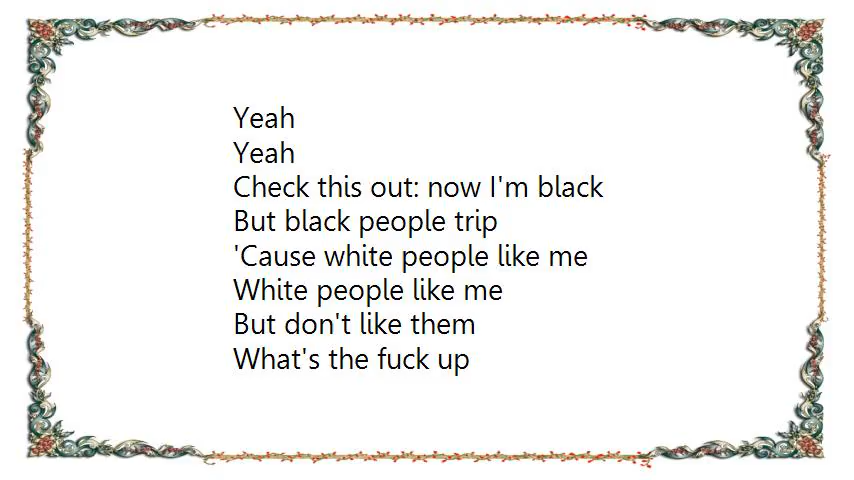 Yeah
Yeah
Check this out: now I'm black
But black people trip
'Cause white people like me
White people like me
But don't like them
What's the fuck up